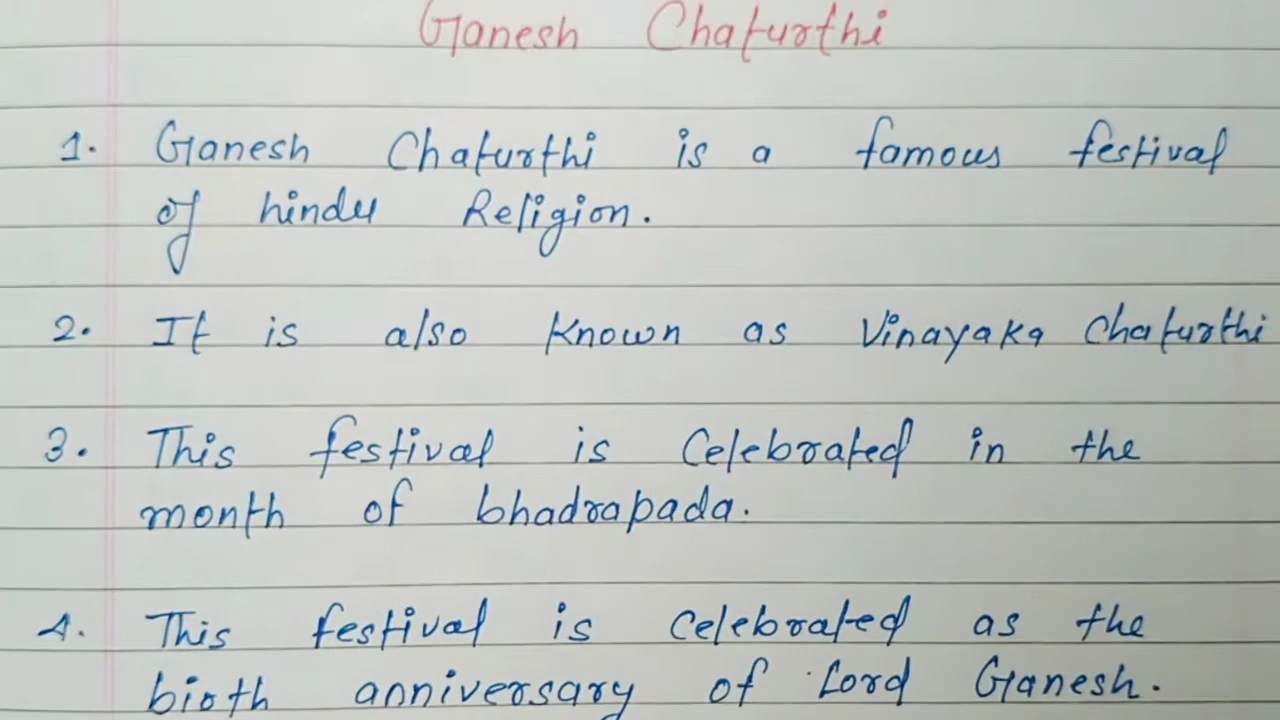 Ganesh Chaturthi
1. Ganesh Chaturthi is a famous festival
of hindu Religion.
2. It is also Known as Vinayaka Chaturthi
3. This festival is Celebrated in the
month of bhadrapada.
4. This festival is Celebrated as the
birth anniversary of Lord Ganesh.